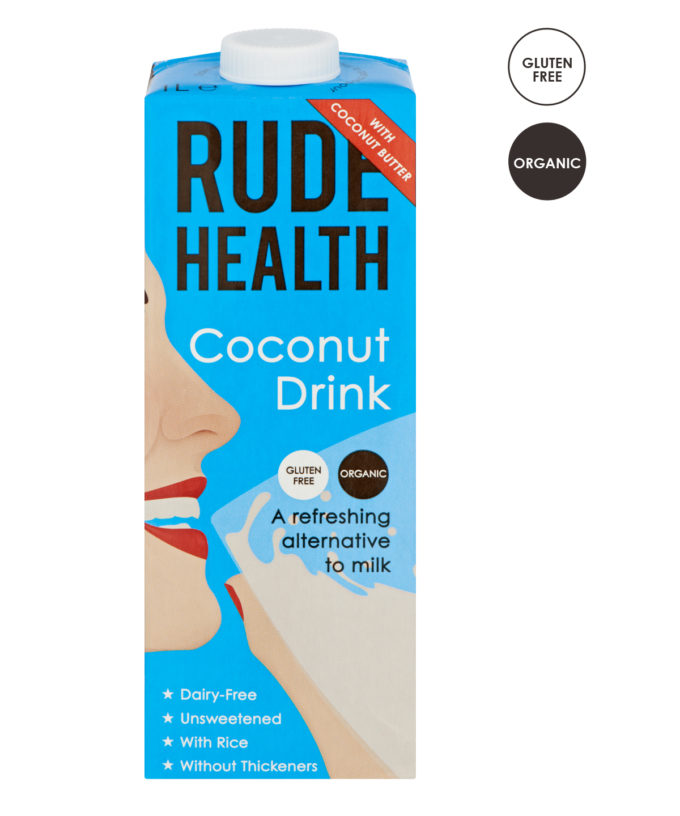 1L e
WITH
COCONUT BUTTER
RUDE
HEALTH
Coconut
Drink
GLUTEN
FREE
ORGANIC
A refreshing
alternative
to milk
★ Dairy-Free
★ Unsweetened
★ With Rice
★ Without Thickeners
GLUTEN
FREE
ORGANIC